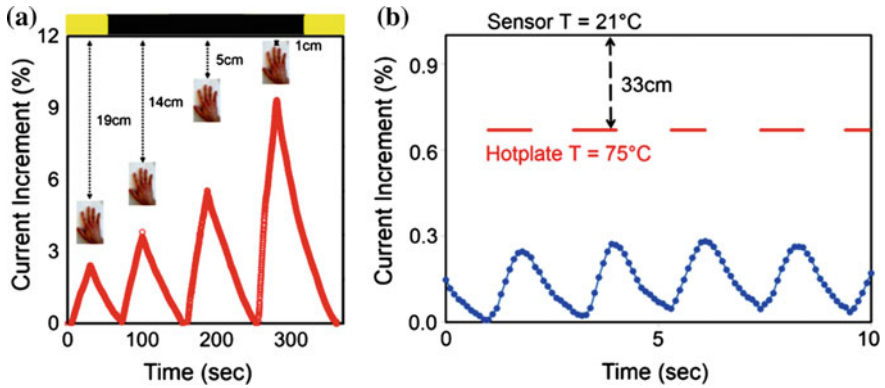 (a)
12
9
6
3
0
Current Increment (%)
19cm
14cm
5cm
1cm
0 100 200 300
Time (sec)
(b)
Sensor T = 21°C
0.9
0.6
0.3
0.0
Current Increment (%)
33cm
Hotplate T = 75°C
0 5 10
Time (sec)